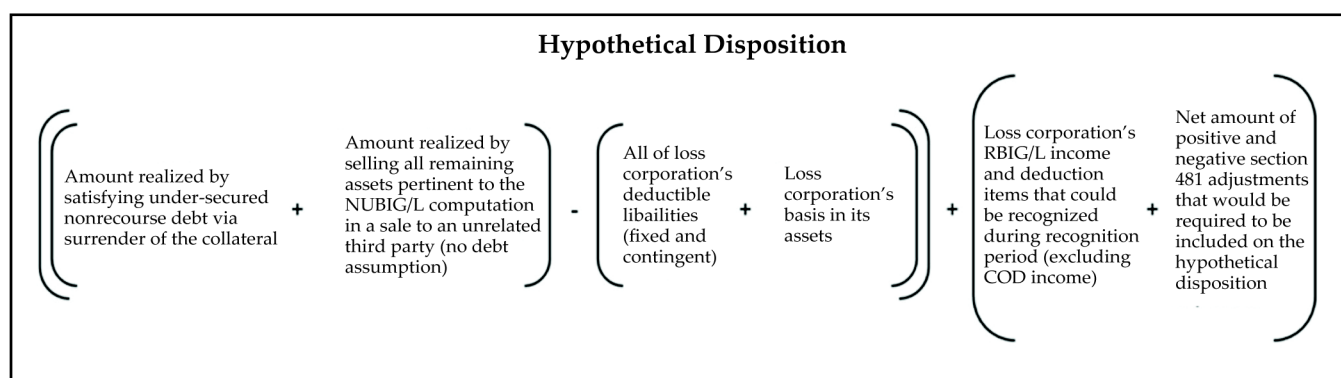 Hypothetical Disposition
Amount realized by
satisfying under-secured
nonrecourse debt via
surrender of the collateral
+
Amount realized by
selling all remaining
assets pertinent to the
NUBIG/L computation
in a sale to an unrelated
third party (no debt
assumption)
-
All of loss
corporation's
deductible
libailities
(fixed and
contingent)
+
Loss
corporation's
basis in its
assets
+
Loss corporation's
RBIG/L income
and deduction
items that could
be recognized
during recognition
period (excluding
COD income)
+
Net amount of
positive and
negative section
481 adjustments
that would be
required to be
included on the
hypothetical
disposition